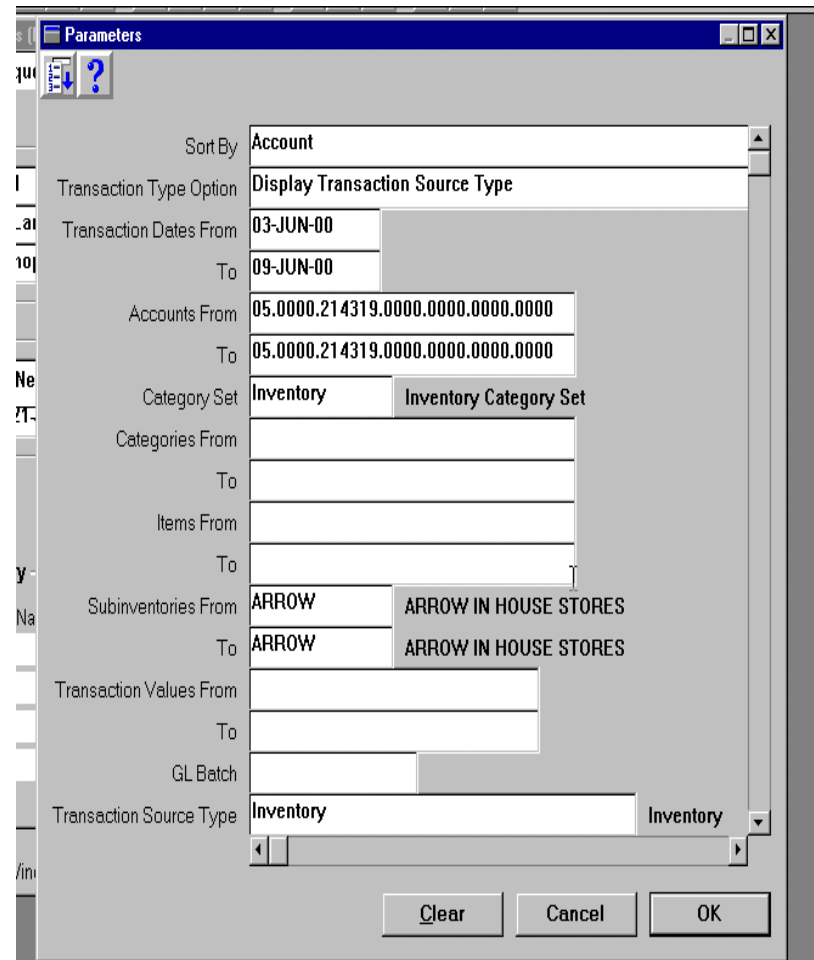 Parameters
Sort By Account
Transaction Type Option Display Transaction Source Type
Transaction Dates From 03-JUN-00
To 09-JUN-00
Accounts From 05.0000.214319.0000.0000.0000.0000
To 05.0000.214319.0000.0000.0000.0000
Category Set Inventory Inventory Category Set
Categories From
To
Items From
To
Subinventories From ARROW ARROW IN HOUSE STORES
To ARROW ARROW IN HOUSE STORES
Transaction Values From
To
GL Batch
Transaction Source Type Inventory Inventory
Clear Cancel OK